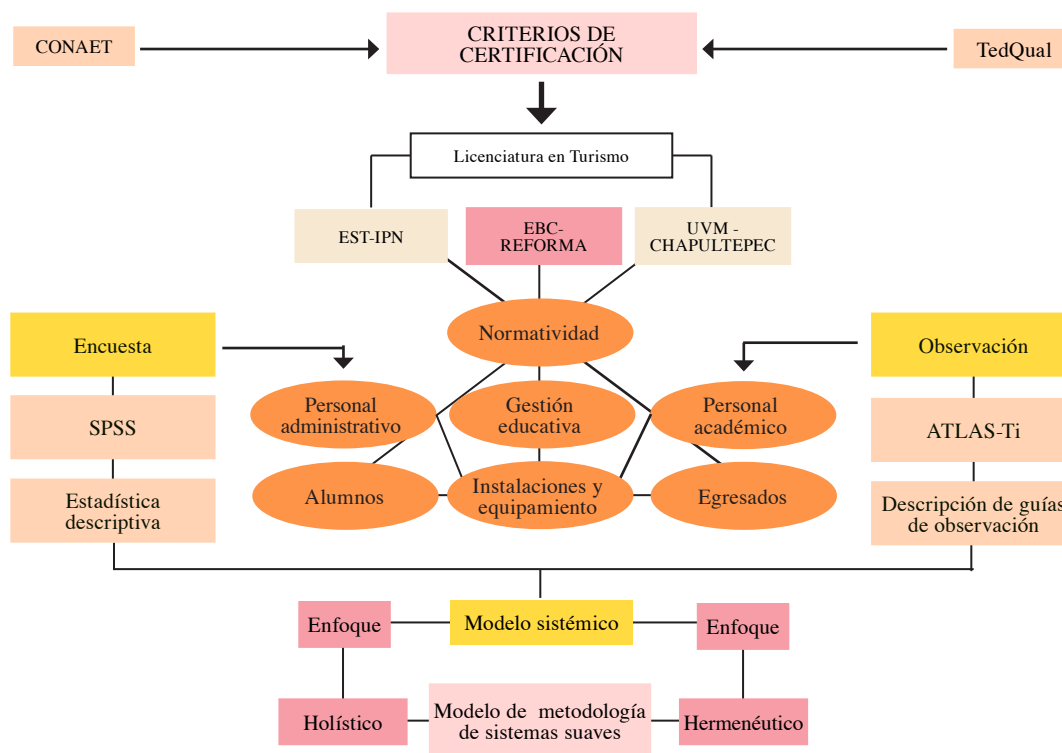 CONAET
CRITERIOS DE
CERTIFICACIÓN
TedQual
Licenciatura en Turismo
EST-IPN
EBC-
REFORMA
UVM -
CHAPULTEPEC
Normatividad
Encuesta
Observación
Personal
administrativo
Gestión
educativa
Personal
académico
SPSS
ATLAS-Ti
Alumnos
Instalaciones y
equipamiento
Egresados
Estadística
descriptiva
Descripción de guías
de observación
Enfoque
Modelo sistémico
Enfoque
Holístico
Modelo de metodología
de sistemas suaves
Hermenéutico